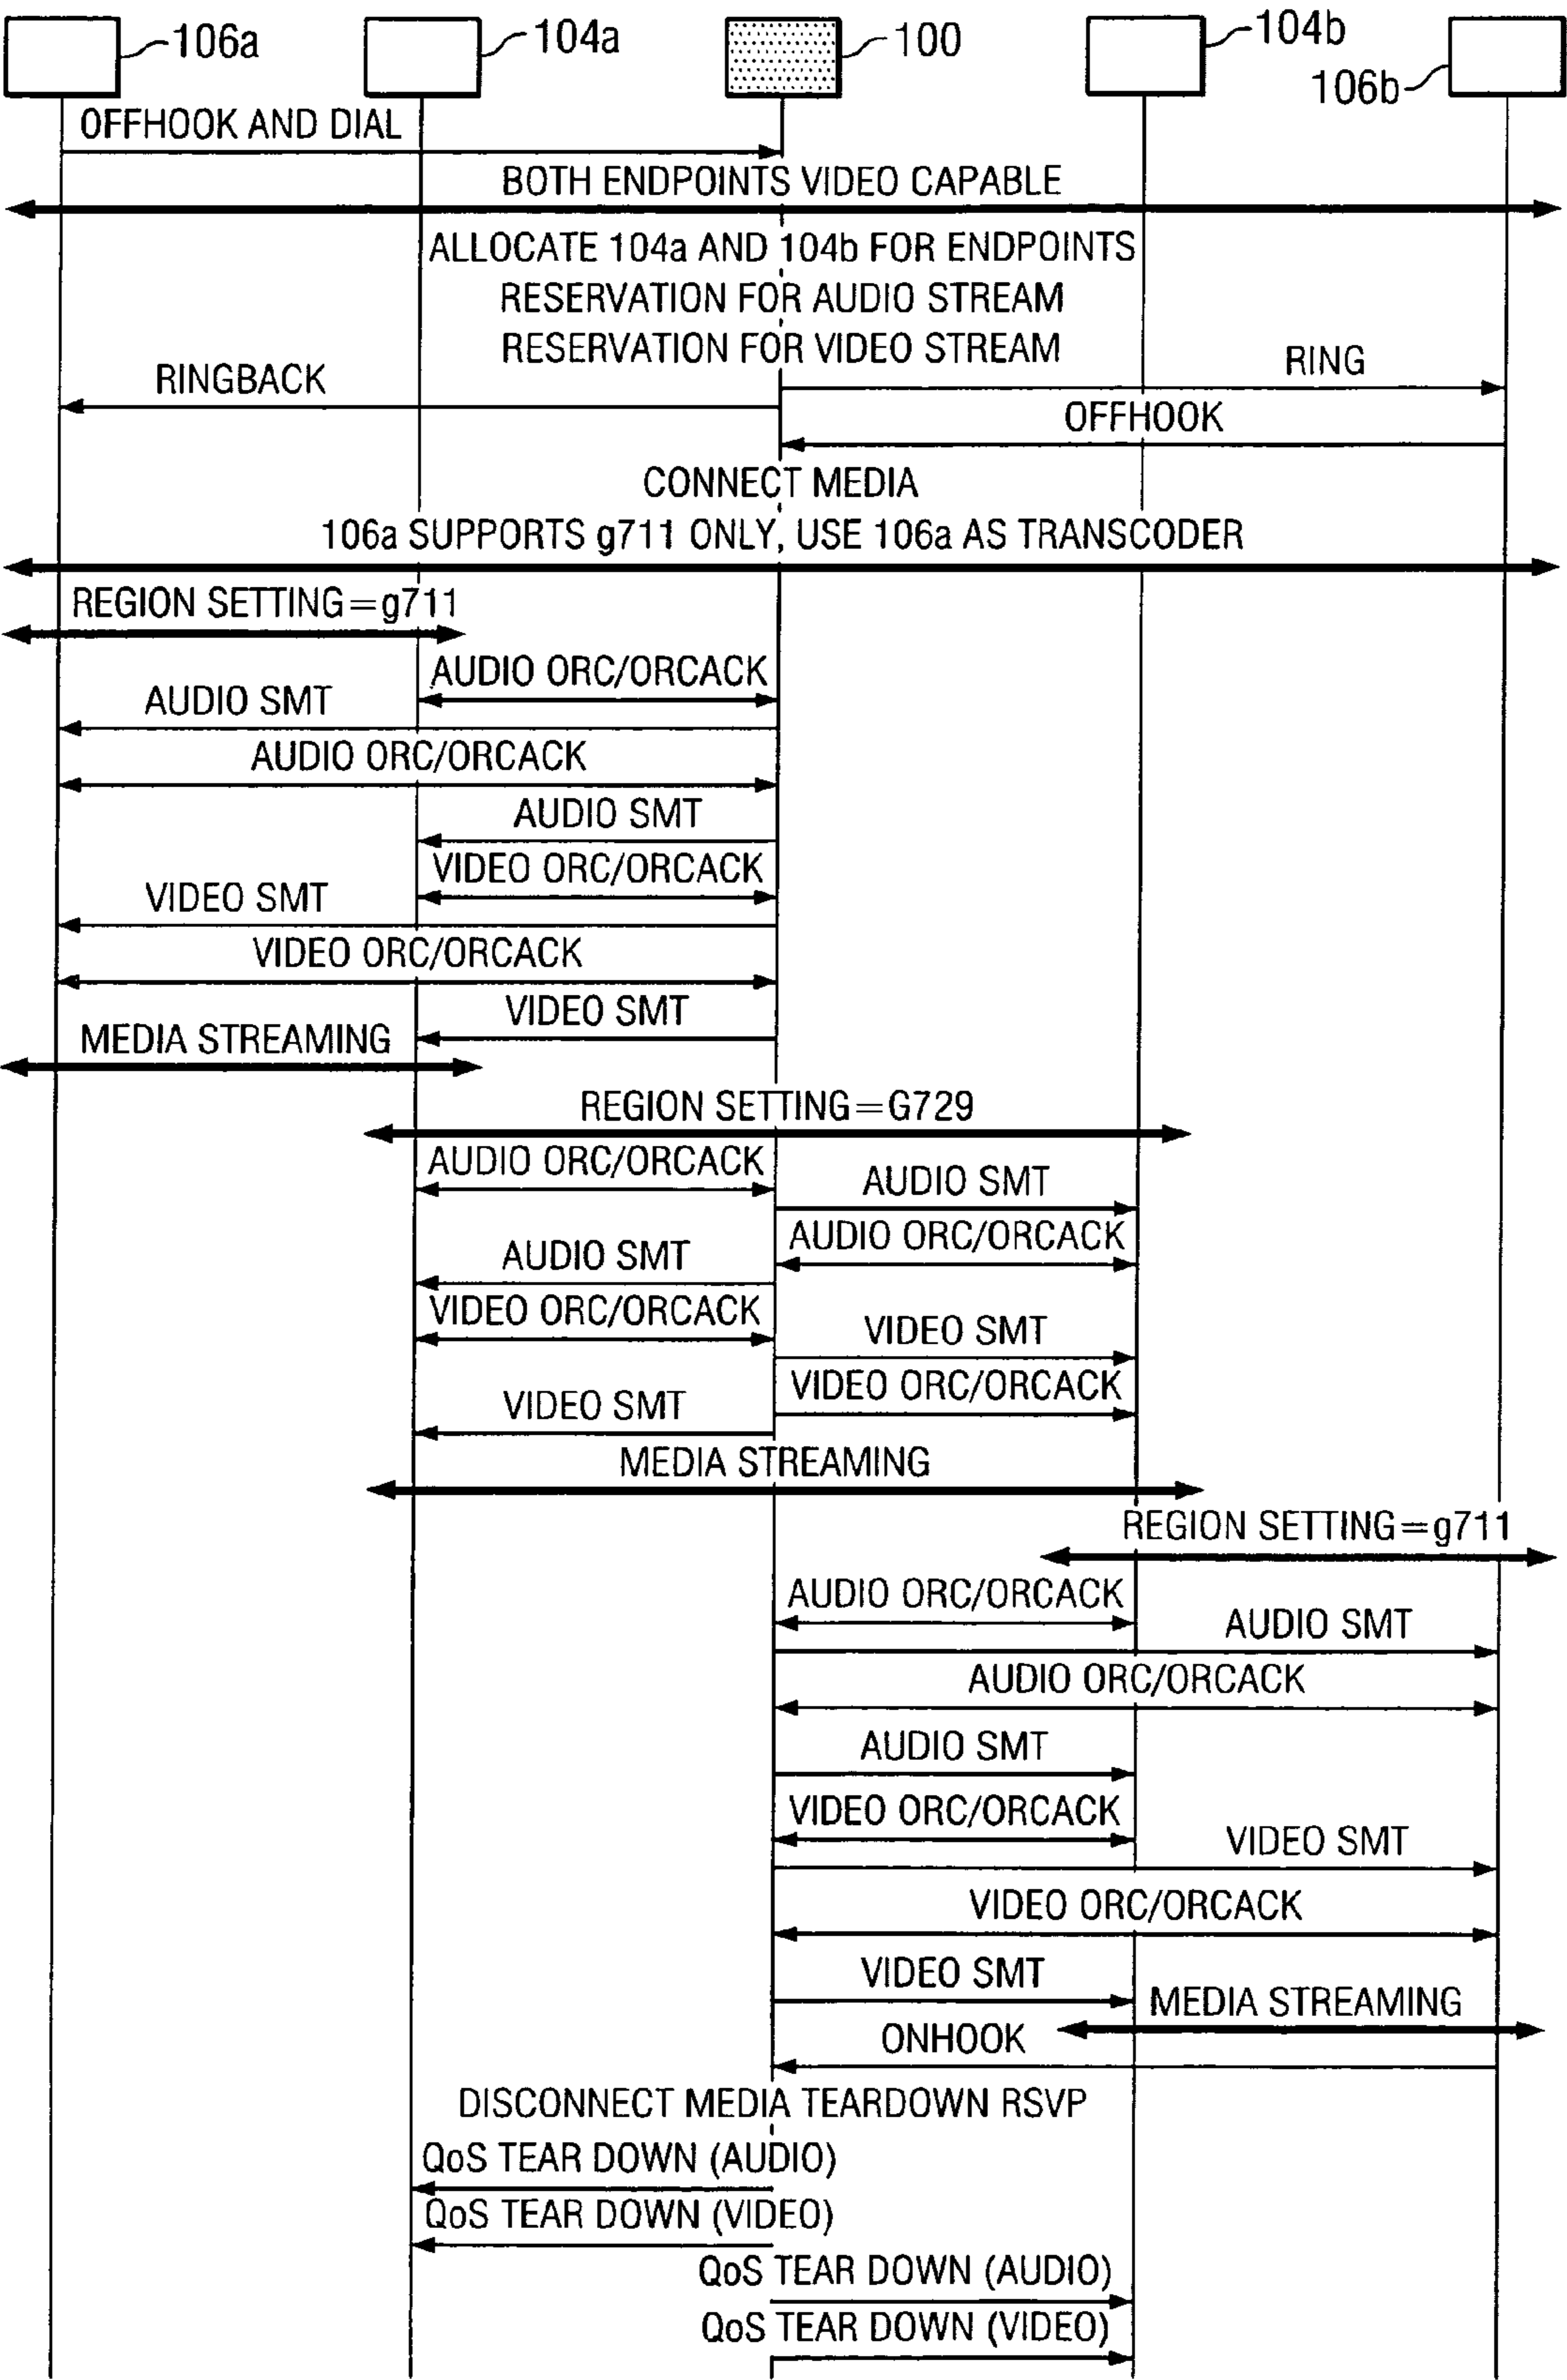 106a
104a
100
104b
106b
OFFHOOK AND DIAL
BOTH ENDPOINTS VIDEO CAPABLE
ALLOCATE 104a AND 104b FOR ENDPOINTS
RESERVATION FOR AUDIO STREAM
RESERVATION FOR VIDEO STREAM
RING
RINGBACK
OFFHOOK
CONNECT MEDIA
106a SUPPORTS g711 ONLY, USE 106a AS TRANSCODER
REGION SETTING=g711
AUDIO ORC/ORCACK
AUDIO SMT
AUDIO ORC/ORCACK
AUDIO SMT
VIDEO ORC/ORCACK
VIDEO SMT
VIDEO ORC/ORCACK
VIDEO SMT
MEDIA STREAMING
REGION SETTING=G729
AUDIO ORC/ORCACK
AUDIO SMT
AUDIO ORC/ORCACK
AUDIO SMT
VIDEO ORC/ORCACK
VIDEO SMT
VIDEO ORC/ORCACK
VIDEO SMT
MEDIA STREAMING
REGION SETTING=g711
AUDIO ORC/ORCACK
AUDIO SMT
AUDIO ORC/ORCACK
AUDIO SMT
VIDEO ORC/ORCACK
VIDEO SMT
VIDEO ORC/ORCACK
VIDEO SMT
MEDIA STREAMING
ONHOOK
DISCONNECT MEDIA TEARDOWN RSVP
QoS TEAR DOWN (AUDIO)
QoS TEAR DOWN (VIDEO)
QoS TEAR DOWN (AUDIO)
QoS TEAR DOWN (VIDEO)